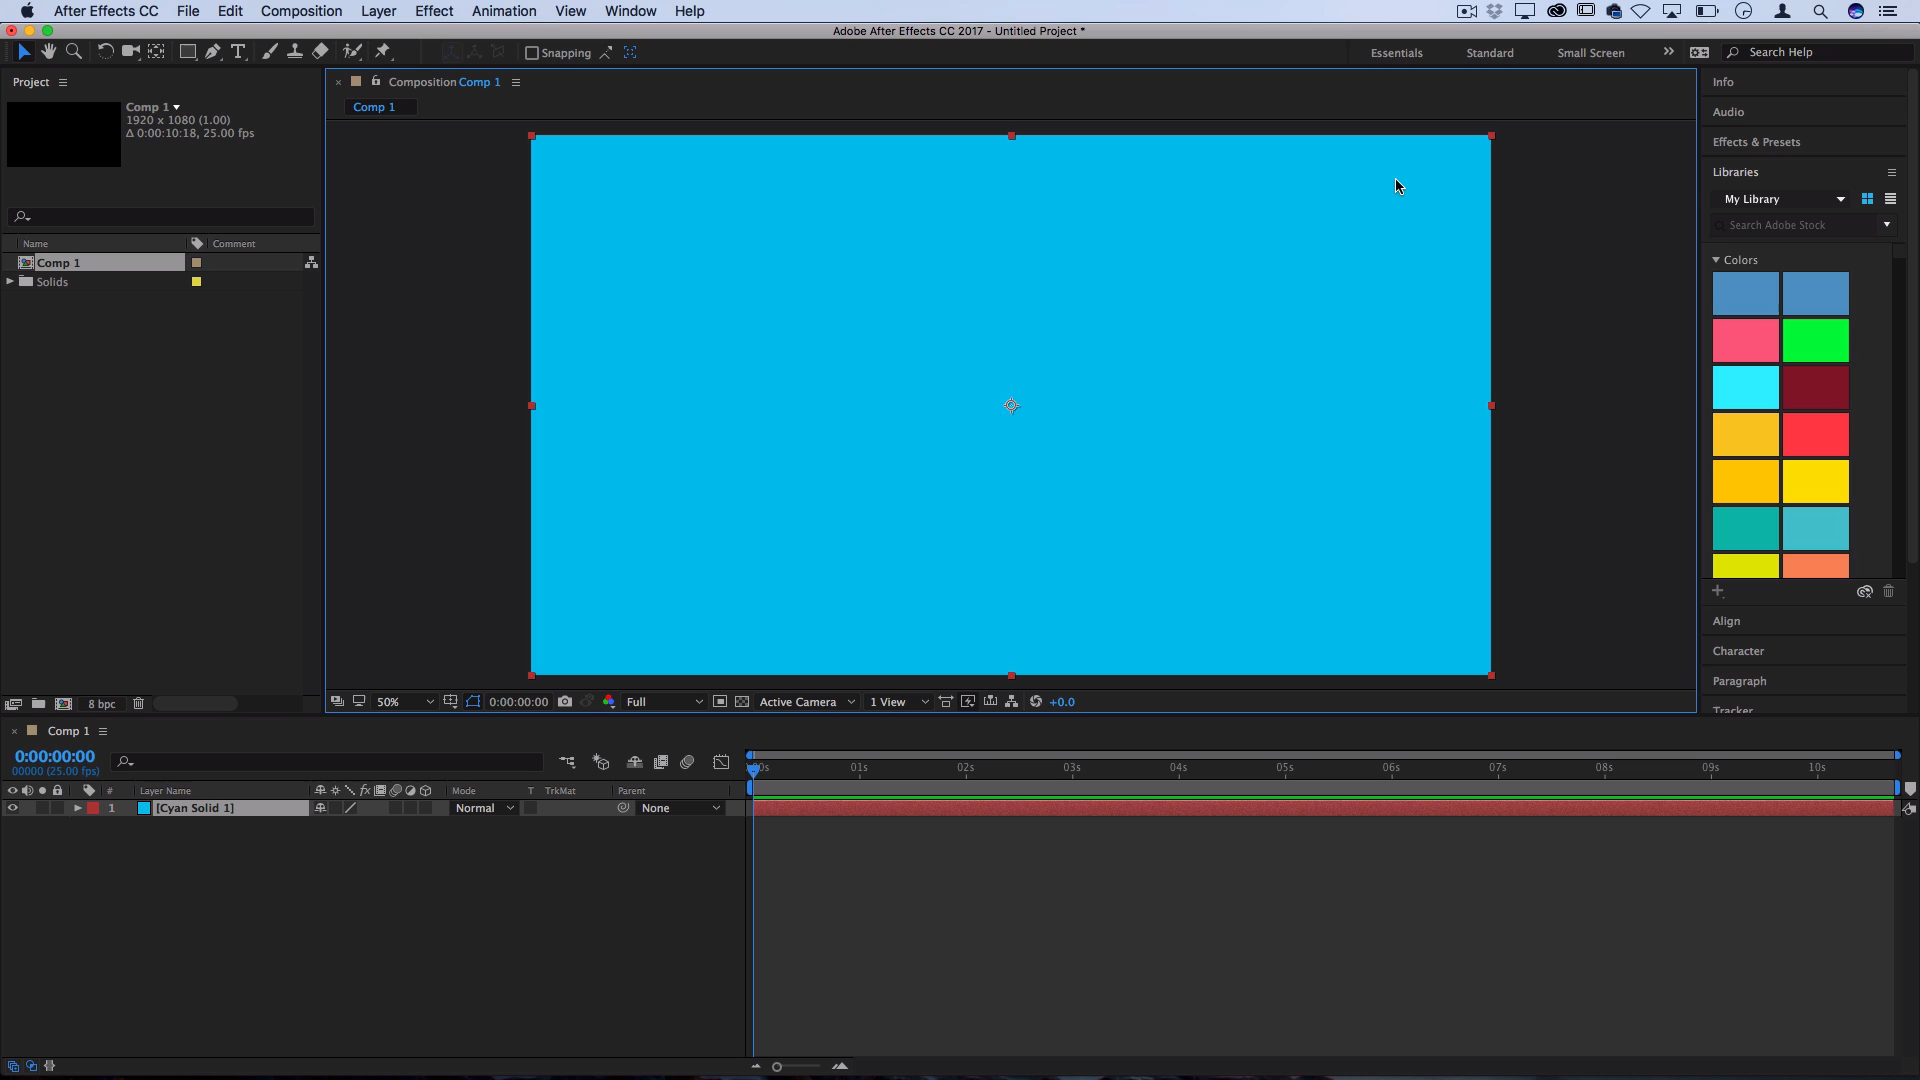 After Effects CC File Edit Composition Layer Effect Animation View Window Help
Adobe After Effects CC 2017 - Untitled Project *
Snapping Essentials Standard Small Screen Search Help
Project
Composition Comp 1
Info
Comp 1
1920 x 1080 (1.00)
Δ 0:00:10:18, 25.00 fps
Comp 1
Audio
Effects & Presets
Libraries
My Library
Search Adobe Stock
Name Comment
Comp 1
Solids
Colors
Align
Character
Paragraph
Tracker
8 bpc
50% 0:00:00:00 Full Active Camera 1 View +0.0
Comp 1
0:00:00:00
00000 (25.00 fps)
00s 01s 02s 03s 04s 05s 06s 07s 08s 09s 10s
# Layer Name Mode T TrkMat Parent
1 [Cyan Solid 1] Normal None